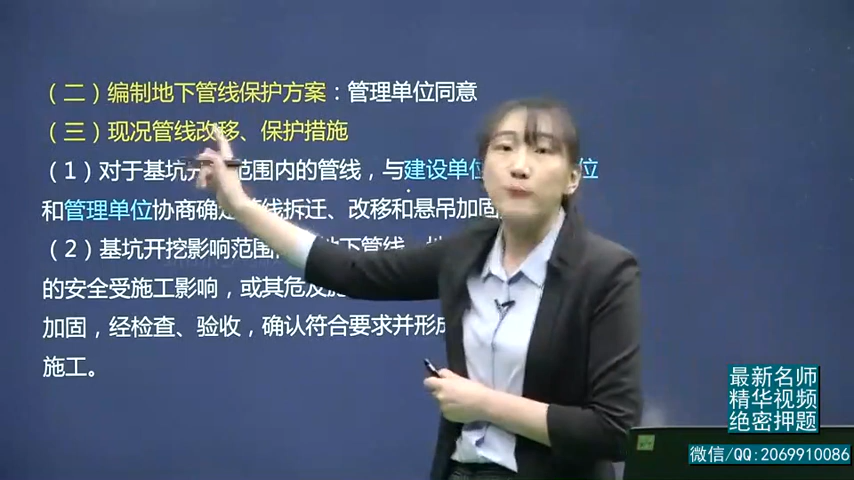 （二）编制地下管线保护方案：管理单位同意
（三）现况管线改移、保护措施
（1）对于基坑开 范围内的管线，与建设单位 位
和管理单位协商确定 线拆迁、改移和悬吊加固
（2）基坑开挖影响范围 地下管线、
的安全受施工影响，或其危及施
加固，经检查、验收，确认符合要求并形成
施工。
最新名师
精华视频
绝密押题
微信/QQ:2069910086